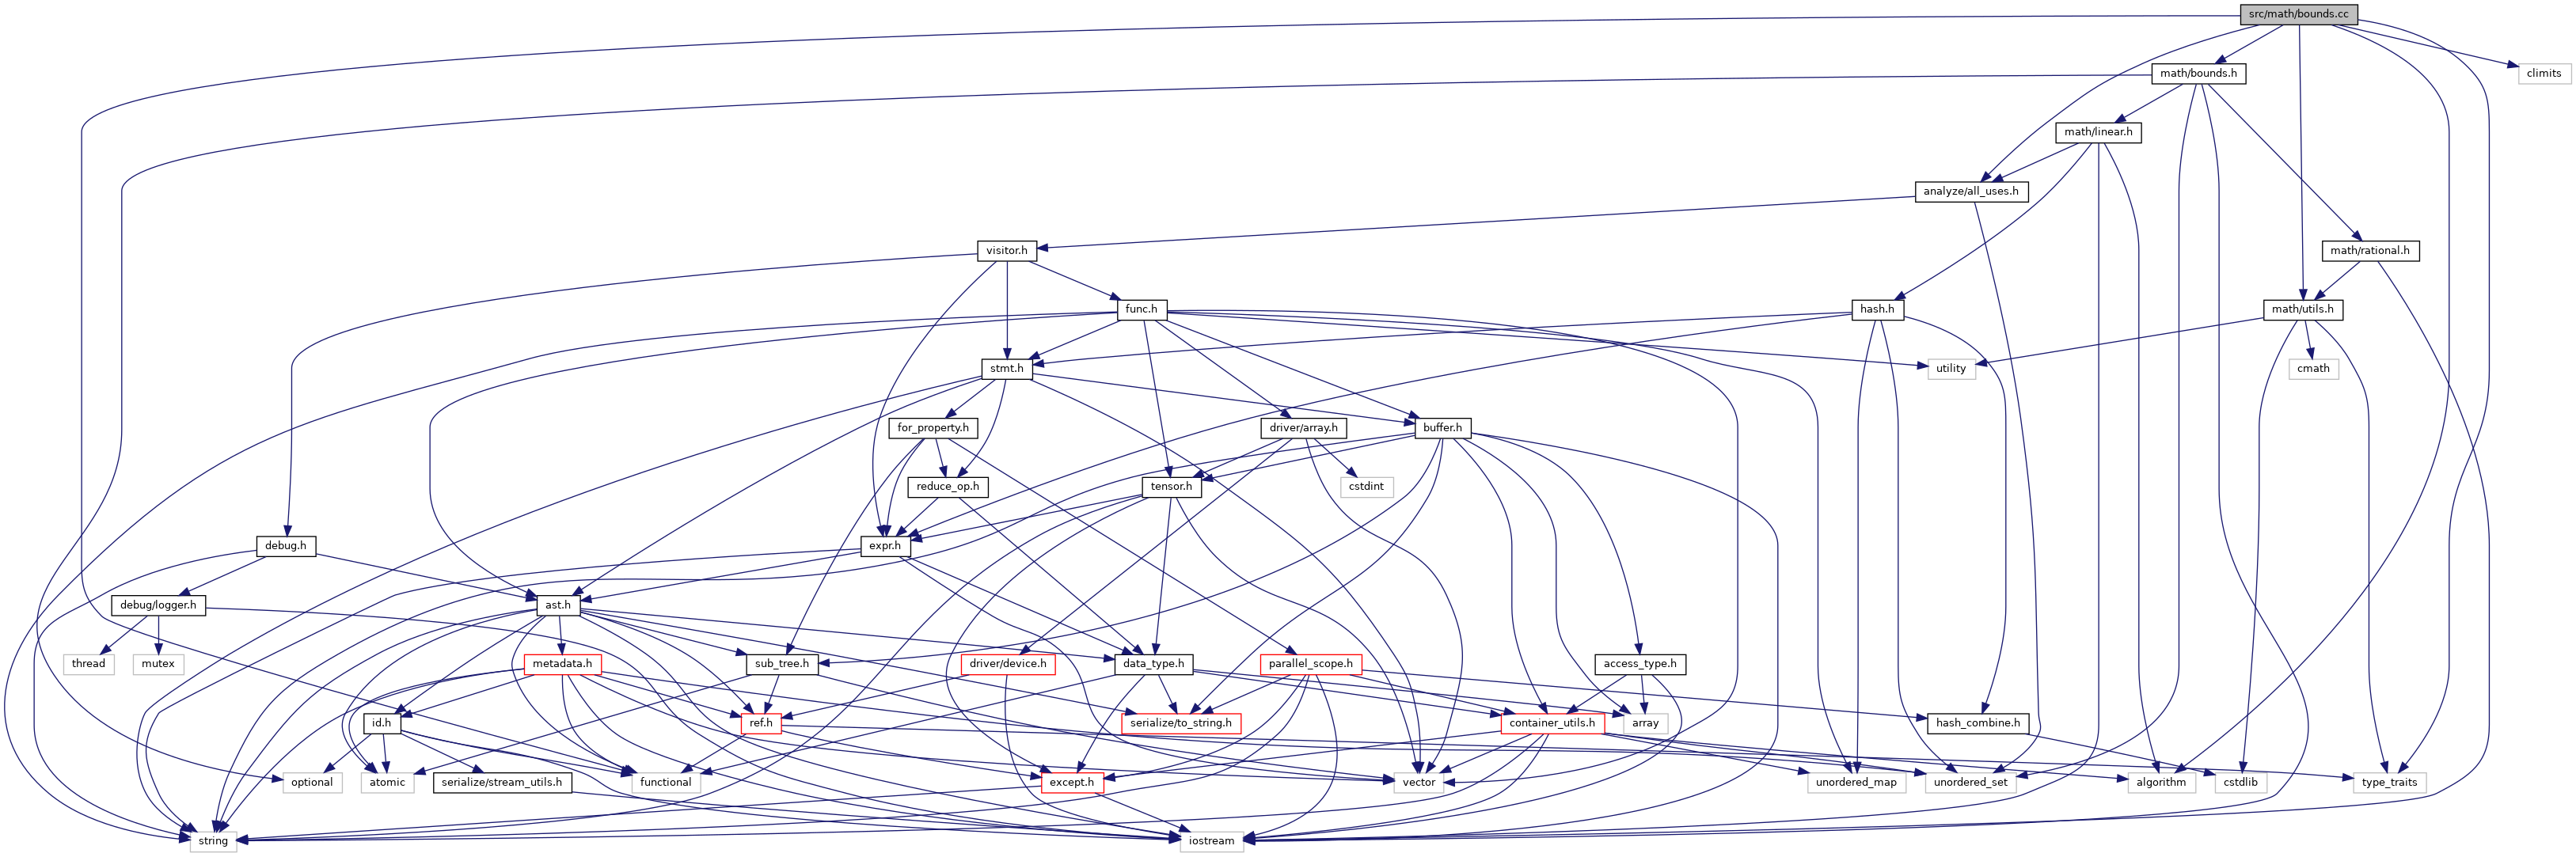 src/math/bounds.cc
math/bounds.h
climits
math/linear.h
analyze/all_uses.h
visitor.h
math/rational.h
func.h
hash.h
math/utils.h
stmt.h
utility
cmath
for_property.h
driver/array.h
buffer.h
reduce_op.h
tensor.h
cstdint
debug.h
expr.h
debug/logger.h
ast.h
thread
mutex
metadata.h
sub_tree.h
driver/device.h
data_type.h
parallel_scope.h
access_type.h
id.h
ref.h
serialize/to_string.h
container_utils.h
array
hash_combine.h
optional
atomic
serialize/stream_utils.h
functional
except.h
vector
unordered_map
unordered_set
algorithm
cstdlib
type_traits
string
iostream